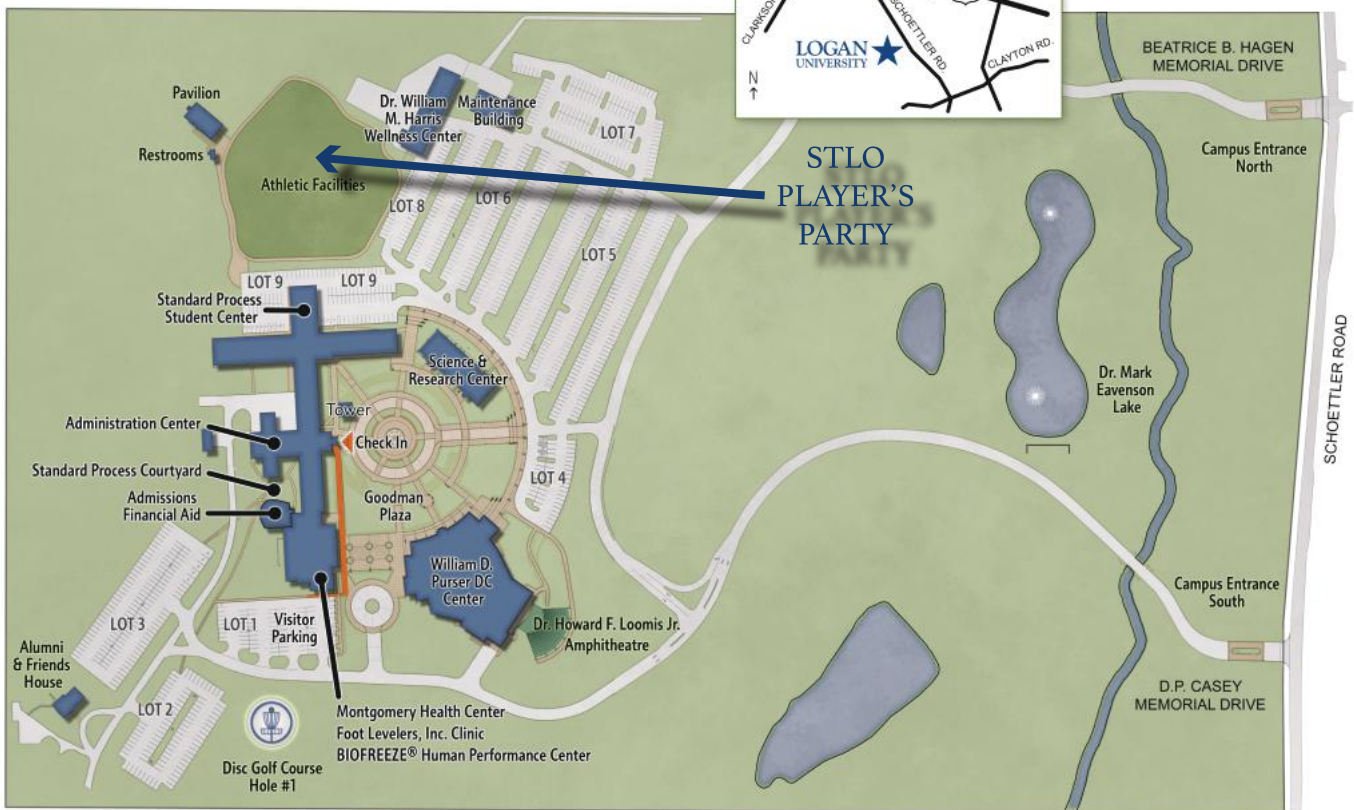 CLARKSO
SCHOETTLER RD.
CLAYTON RD.
LOGAN
UNIVERSITY
N
BEATRICE B. HAGEN
MEMORIAL DRIVE
Campus Entrance
North
Pavilion
Restrooms
Athletic Facilities
Dr. William
M. Harris
Wellness Center
Maintenance
Building
LOT 7
LOT 8
LOT 6
LOT 5
STLO
PLAYER'S
PARTY
LOT 9
LOT 9
Standard Process
Student Center
Science &
Research Center
Tower
Check In
Administration Center
Standard Process Courtyard
Admissions
Financial Aid
Goodman
Plaza
LOT 4
Dr. Mark
Eavenson
Lake
SCHOETTLER ROAD
William D.
Purser DC
Center
Dr. Howard F. Loomis Jr.
Amphitheatre
Campus Entrance
South
D.P. CASEY
MEMORIAL DRIVE
LOT 3
LOT 1
Visitor
Parking
Alumni
& Friends
House
LOT 2
Disc Golf Course
Hole #1
Montgomery Health Center
Foot Levelers, Inc. Clinic
BIOFREEZE® Human Performance Center